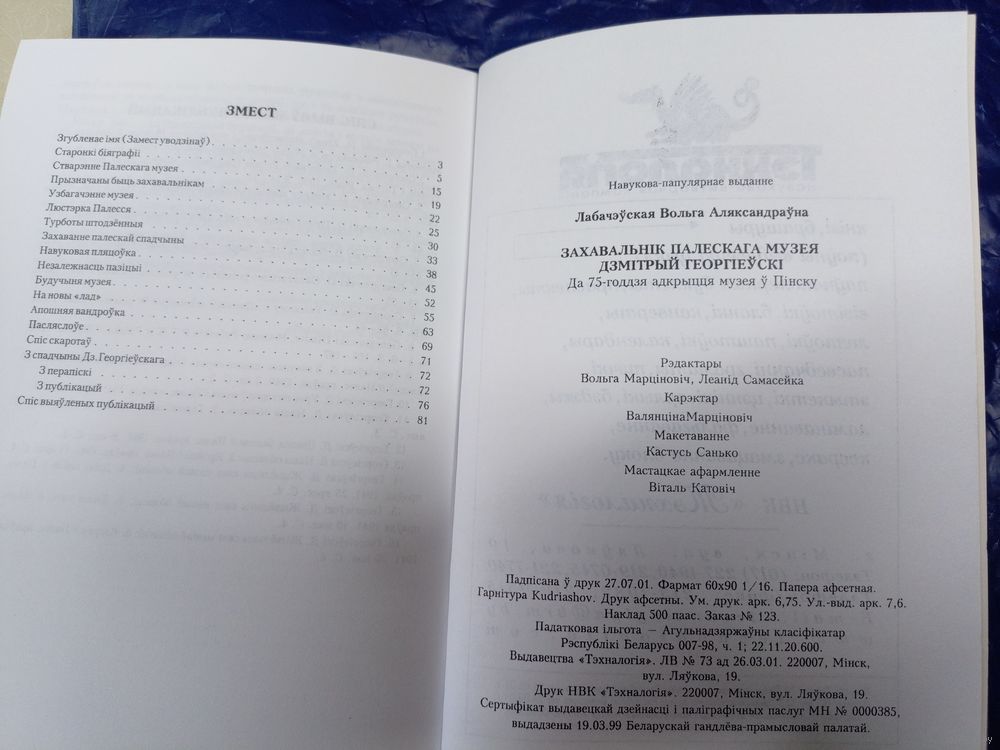 ЗМЕСТ
Згубленае імя (Замест уводзінаў) . . . . . . . . . . 3
Старонкі біяграфіі . . . . . . . . . . 5
Стварэнне Палескага музея . . . . . . . . . . 15
Прызначаны быць захавальнікам . . . . . . . . . . 19
Узбагачэнне музея . . . . . . . . . . 22
Люстэрка Палесся . . . . . . . . . . 25
Турботы штодзённыя . . . . . . . . . . 30
Захаванне палескай спадчыны . . . . . . . . . . 33
Навуковая пляцоўка . . . . . . . . . . 38
Незалежнасць пазіцыі . . . . . . . . . . 45
Будучыня музея . . . . . . . . . . 52
На новы «лад» . . . . . . . . . . 55
Апошняя вандроўка . . . . . . . . . . 63
Пасляслоўе . . . . . . . . . . 69
Спіс скаротаў . . . . . . . . . . 71
З спадчыны Дз. Георгіеўскага . . . . . . . . . . 72
З перапіскі . . . . . . . . . . 72
З публікацый . . . . . . . . . . 76
Спіс выяўленых публікацый . . . . . . . . . . 81
Навукова-папулярнае выданне
Лабачэўская Вольга Аляксандраўна
ЗАХАВАЛЬНІК ПАЛЕСКАГА МУЗЕЯ
ДЗМІТРЫЙ ГЕОРГІЕЎСКІ
Да 75-годдзя адкрыцця музея ў Пінску
Рэдактары
Вольга Марціновіч, Леанід Самасейка
Карэктар
ВалянцінаМарціновіч
Макетаванне
Кастусь Санько
Мастацкае афармленне
Віталь Катовіч
Падпісана ў друк 27.07.01. Фармат 60х90 1/16. Папера афсетная.
Гарнітура Kudriashov. Друк афсетны. Ум. друк. арк. 6,75. Ул.-выд. арк. 7,6.
Наклад 500 паас. Заказ № 123.
Падатковая ільгота — Агульнадзяржаўны класіфікатар
Рэспублікі Беларусь 007-98, ч. 1; 22.11.20.600.
Выдавецтва «Тэхналогія». ЛВ № 73 ад 26.03.01. 220007, Мінск,
вул. Ляўкова, 19.
Друк НВК «Тэхналогія». 220007, Мінск, вул. Ляўкова, 19.
Сертыфікат выдавецкай дзейнасці і паліграфічных паслуг МН № 0000385,
выдадзены 19.03.99 Беларускай гандлёва-прамысловай палатай.